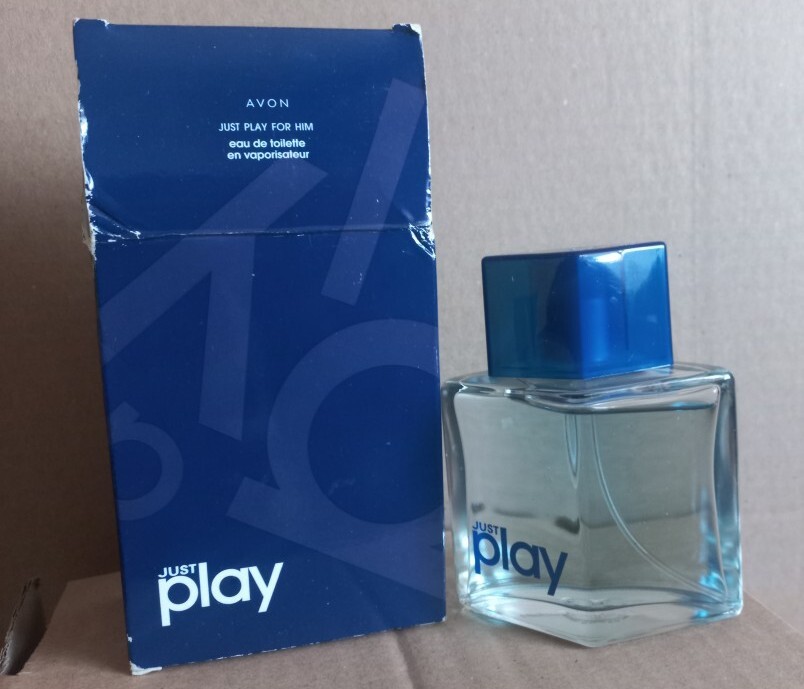 AVON
JUST PLAY FOR HIM
eau de toilette
en vaporisateur
JUST
play
JUST
play